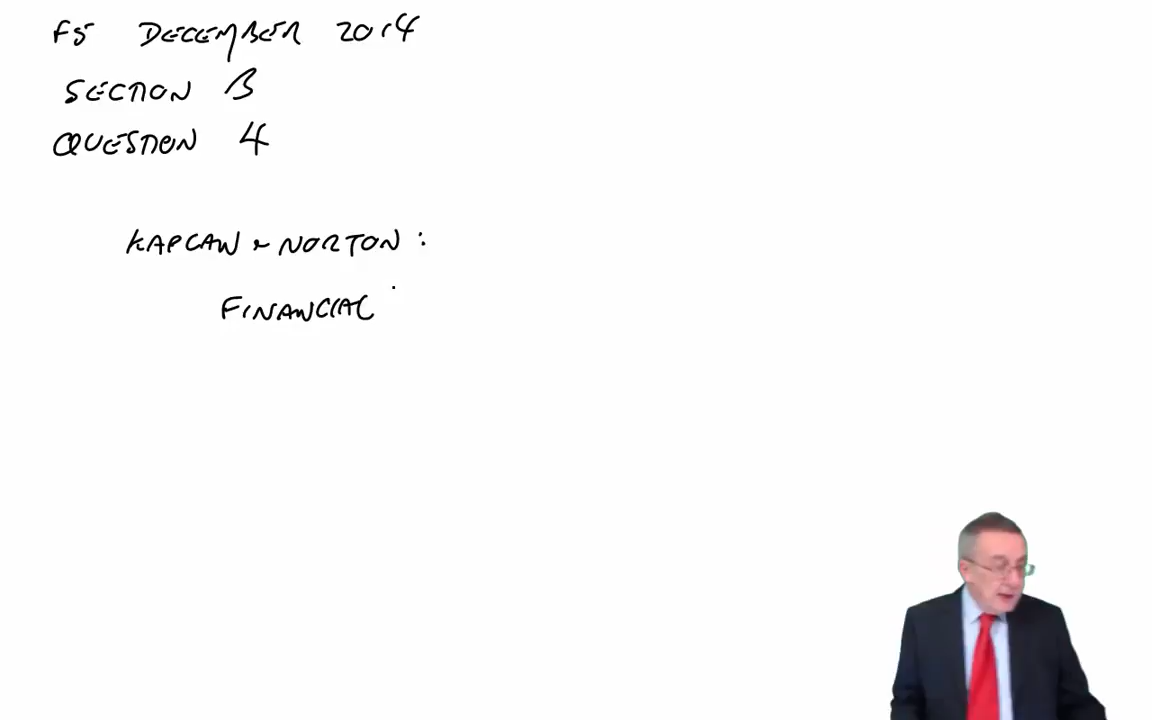 F5 DECEMBER 2014
SECTION B
QUESTION 4
KAPLAN & NORTON:
FINANCIAL